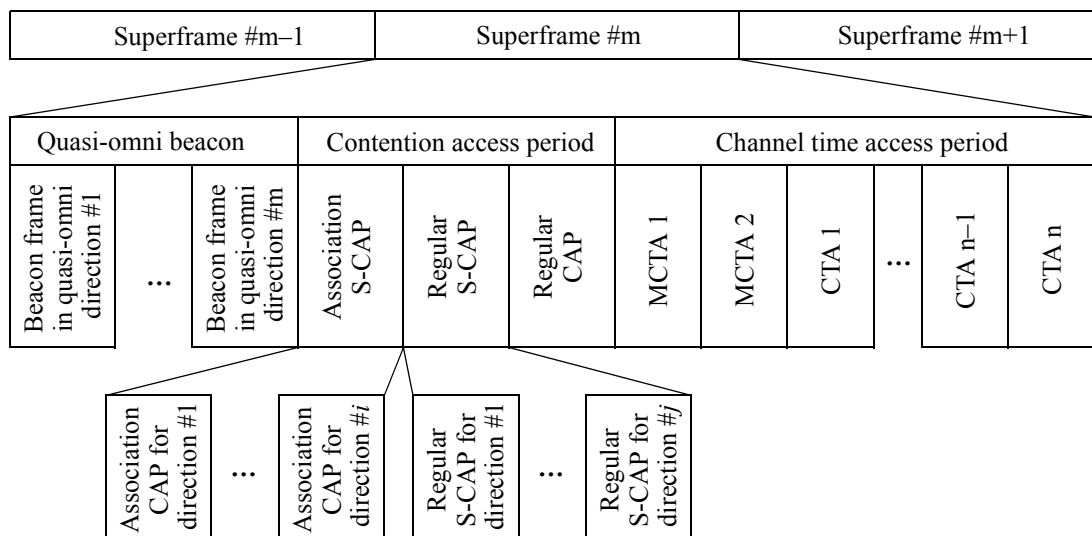 Superframe #m–1
Superframe #m
Superframe #m+1
Quasi-omni beacon
Contention access period
Channel time access period
Beacon frame
in quasi-omni
direction #1
...
Beacon frame
in quasi-omni
direction #m
Association
S-CAP
Regular
S-CAP
Regular
CAP
MCTA 1
MCTA 2
CTA 1
...
CTA n–1
CTA n
Association
CAP for
direction #1
...
Association
CAP for
direction #i
Regular
S-CAP for
direction #1
...
Regular
S-CAP for
direction #j